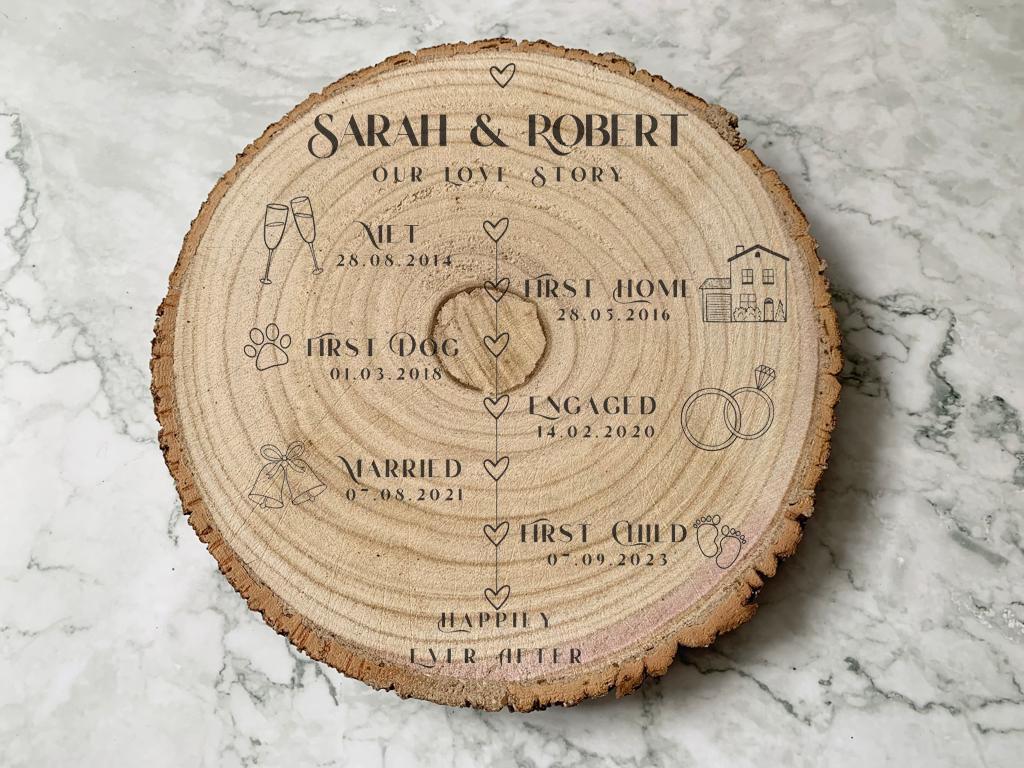 SARAH & ROBERT
OUR LOVE STORY
MET
28.08.2014
FIRST HOME
28.05.2016
FIRST DOG
01.03.2018
ENGAGED
14.02.2020
MARRIED
07.08.2021
FIRST CHILD
07.09.2023
HAPPILY
EVER AFTER